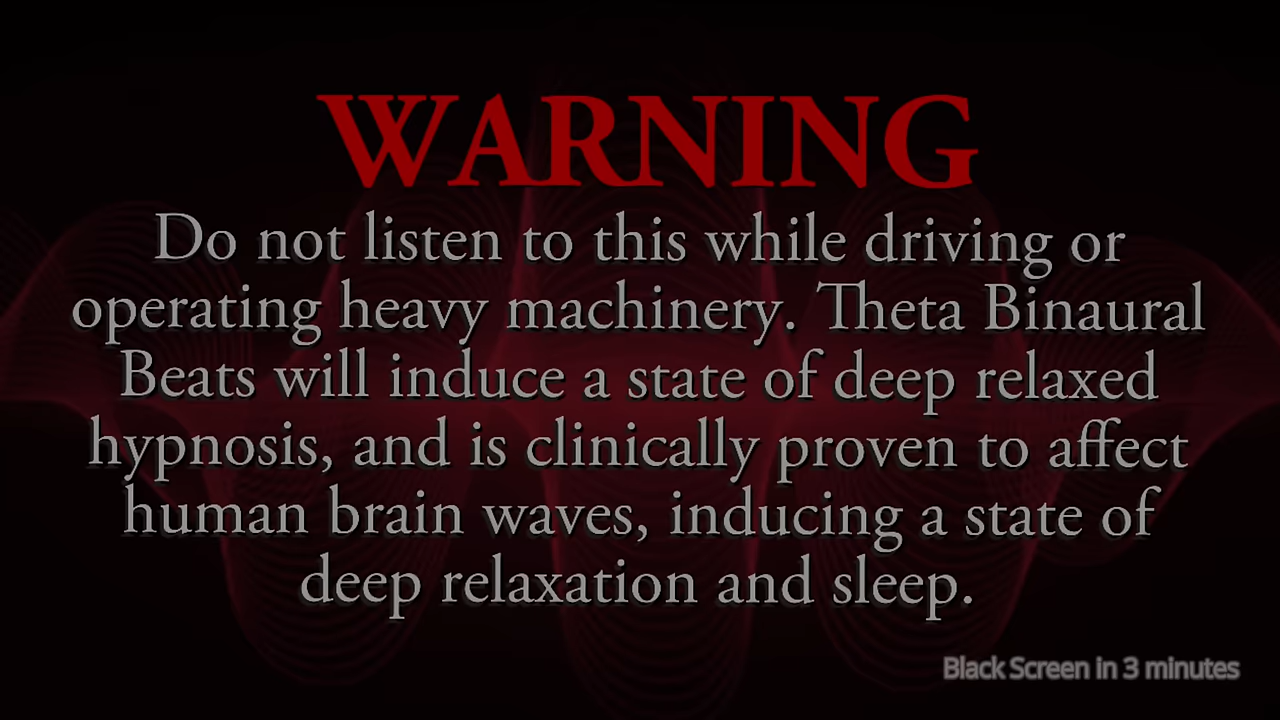 WARNING
Do not listen to this while driving or
operating heavy machinery. Theta Binaural
Beats will induce a state of deep relaxed
hypnosis, and is clinically proven to affect
human brain waves, inducing a state of
deep relaxation and sleep.
Black Screen in 3 minutes